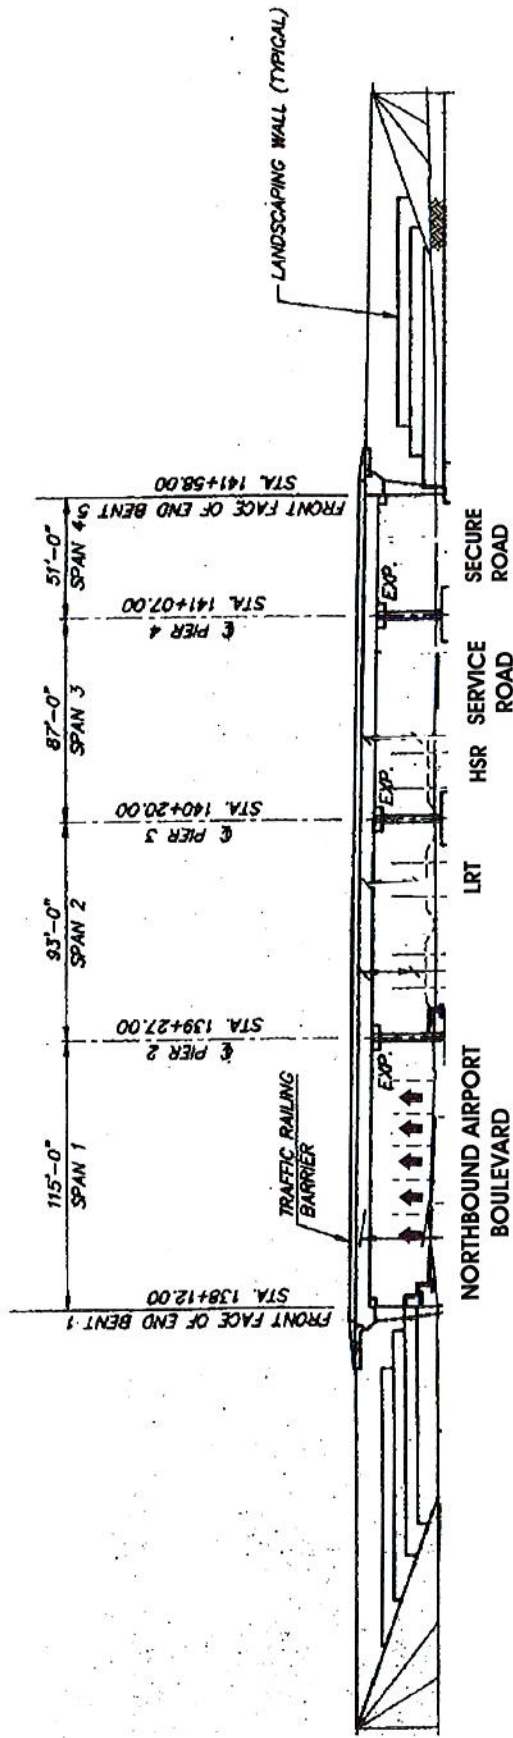 115'-0"
SPAN 1
93'-0"
SPAN 2
87'-0"
SPAN 3
51'-0"
SPAN 4
FRONT FACE OF END BENT 1
STA. 138+12.00
℄ PIER 2
STA. 139+27.00
℄ PIER 3
STA. 140+20.00
℄ PIER 4
STA. 141+07.00
FRONT FACE OF END BENT 5
STA. 141+58.00
TRAFFIC RAILING
BARRIER
LANDSCAPING WALL (TYPICAL)
EXP.
EXP.
EXP.
NORTHBOUND AIRPORT
BOULEVARD
LRT
HSR
SERVICE
ROAD
SECURE
ROAD